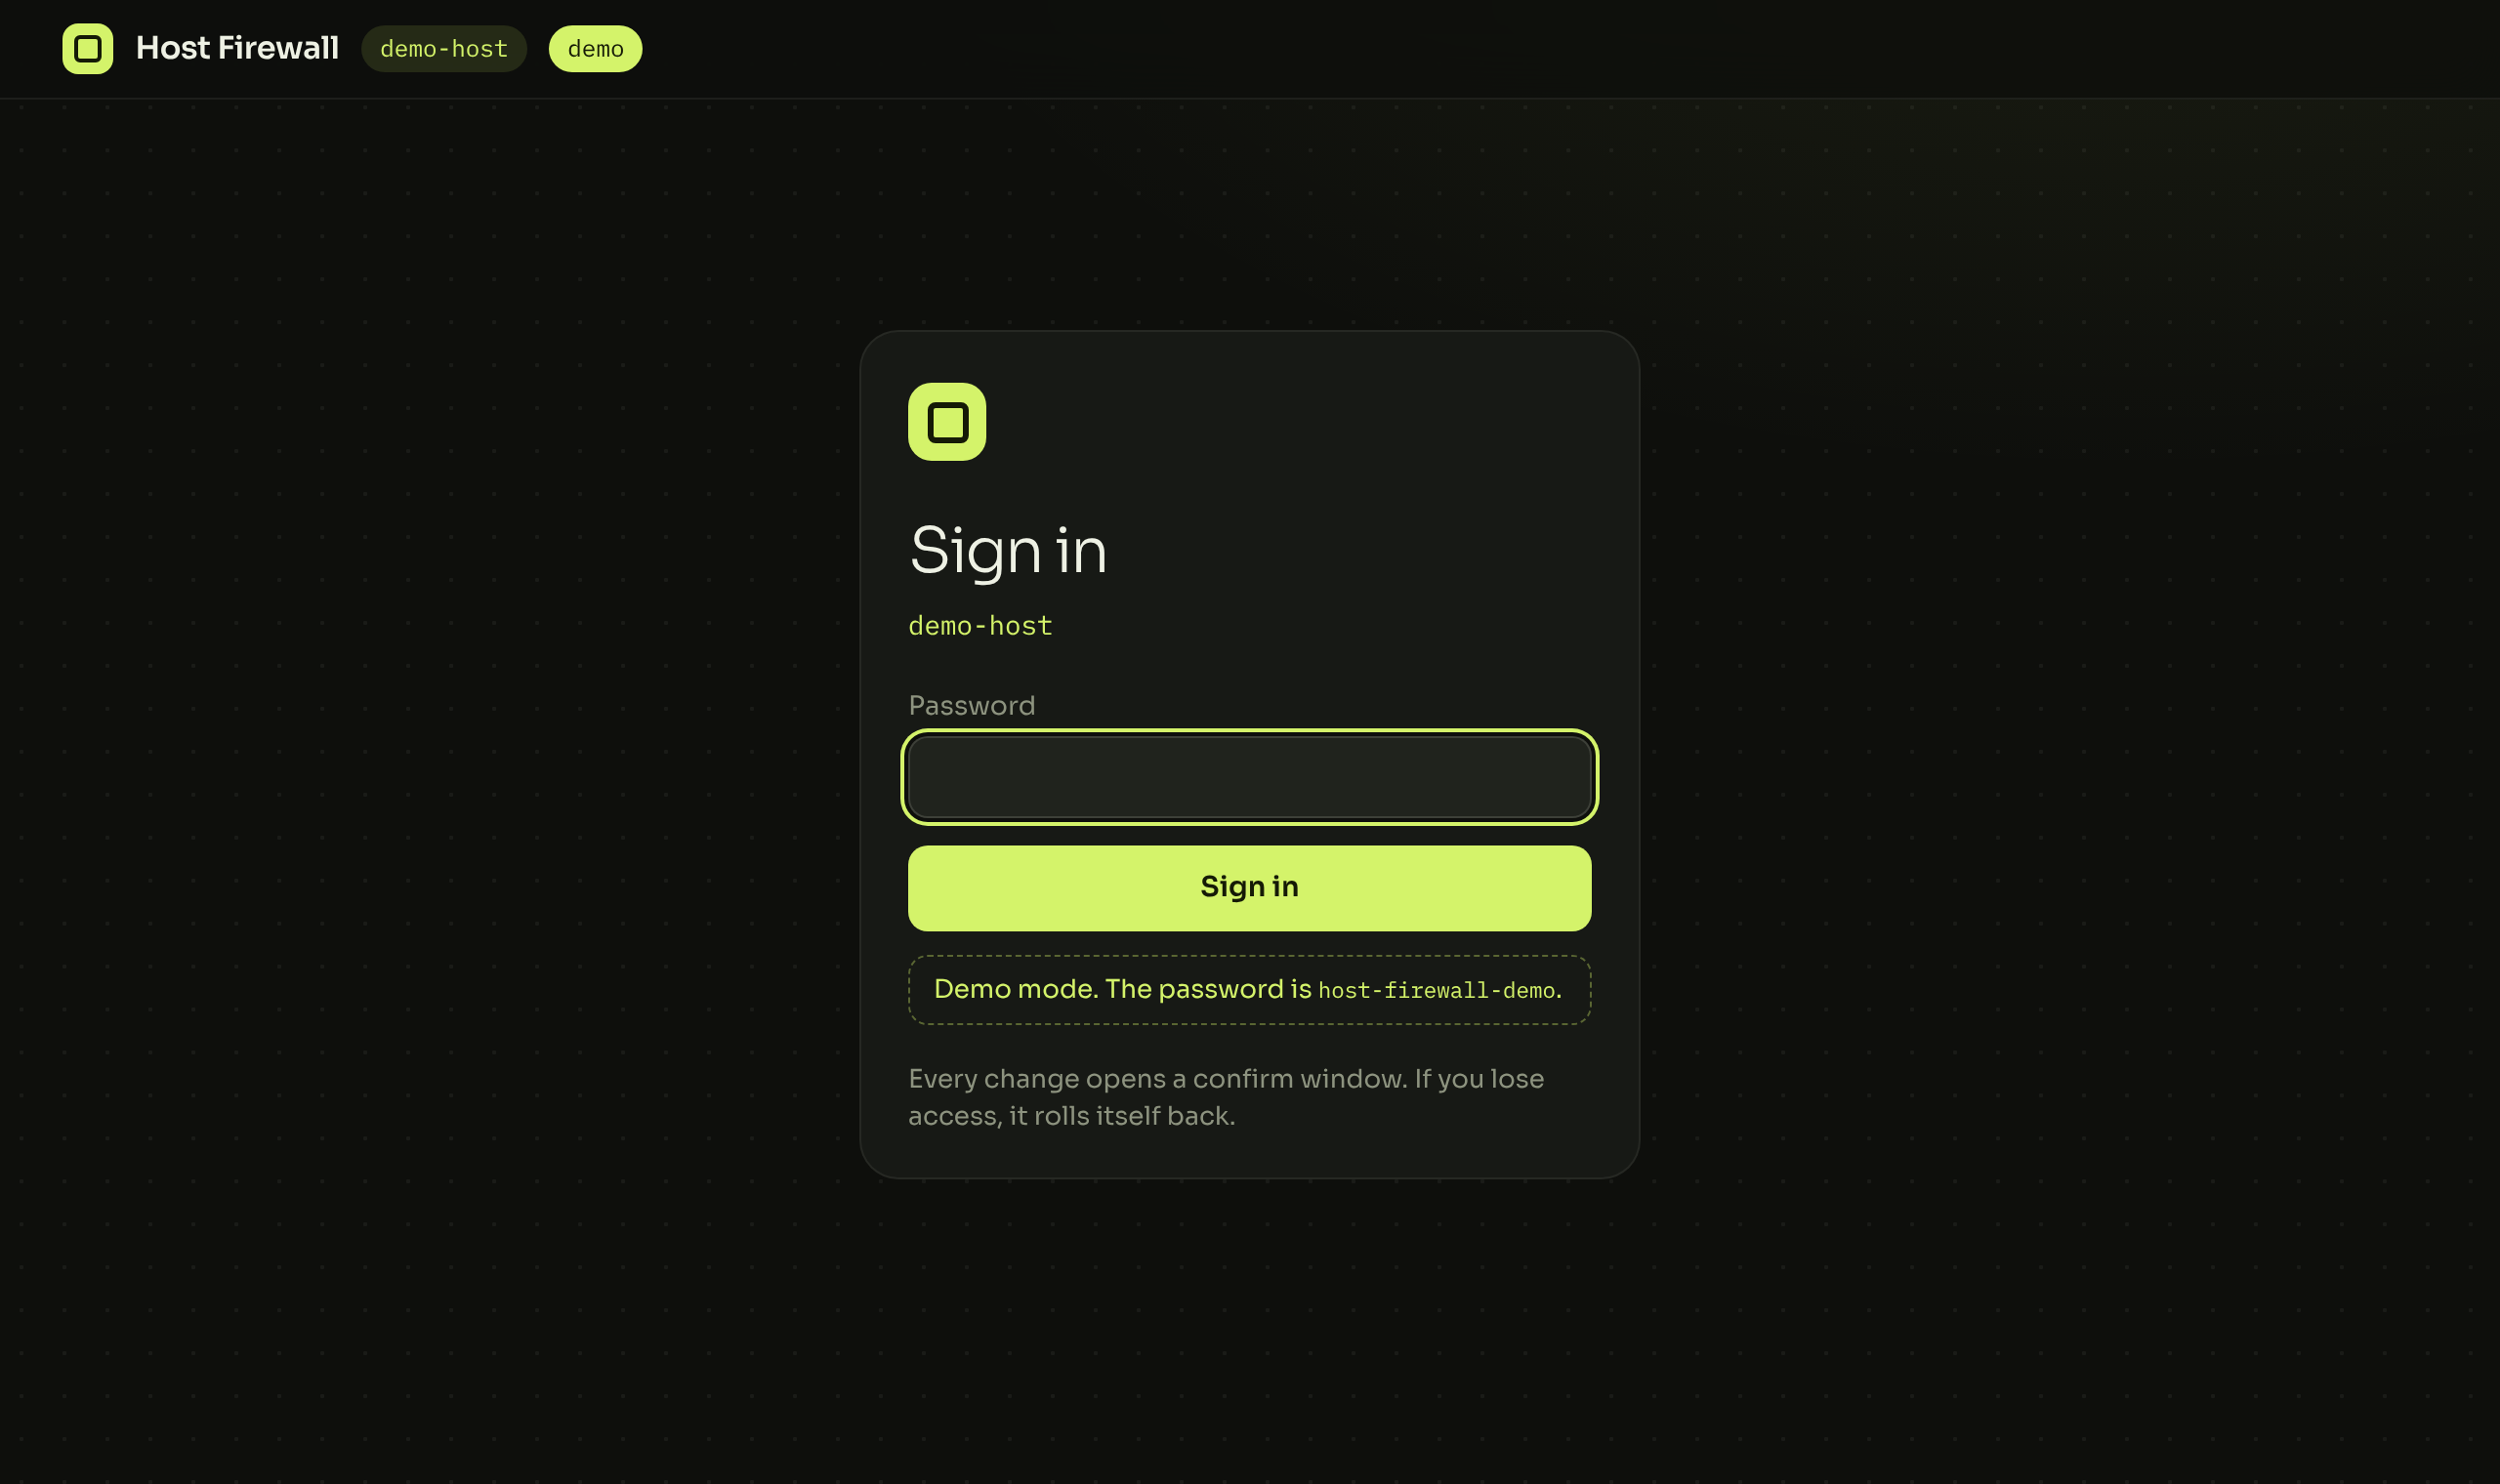 Host Firewall demo-host demo
Sign in
demo-host
Password
Sign in
Demo mode. The password is host-firewall-demo.
Every change opens a confirm window. If you lose
access, it rolls itself back.